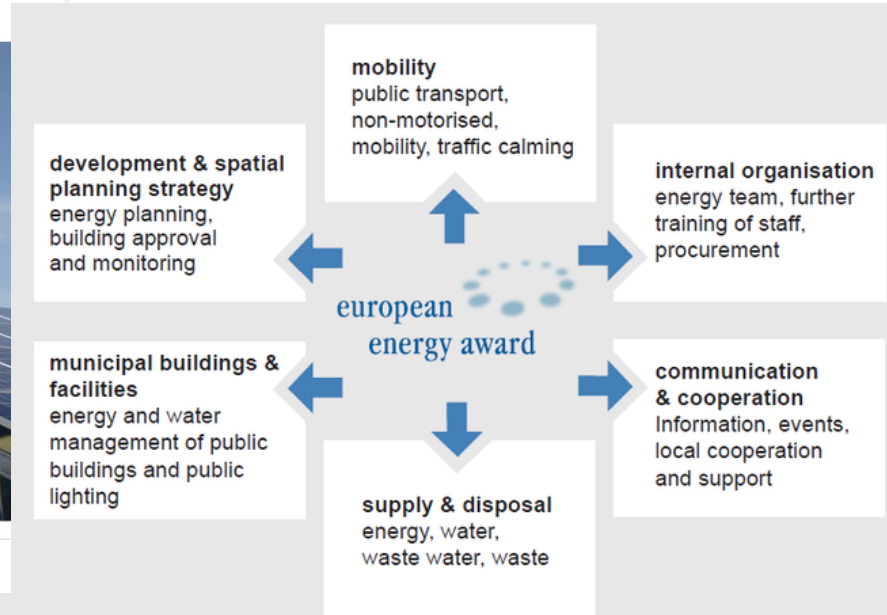 mobility
public transport,
non-motorised,
mobility, traffic calming
development & spatial
planning strategy
energy planning,
building approval
and monitoring
internal organisation
energy team, further
training of staff,
procurement
european
energy award
municipal buildings &
facilities
energy and water
management of public
buildings and public
lighting
communication
& cooperation
Information, events,
local cooperation
and support
supply & disposal
energy, water,
waste water, waste